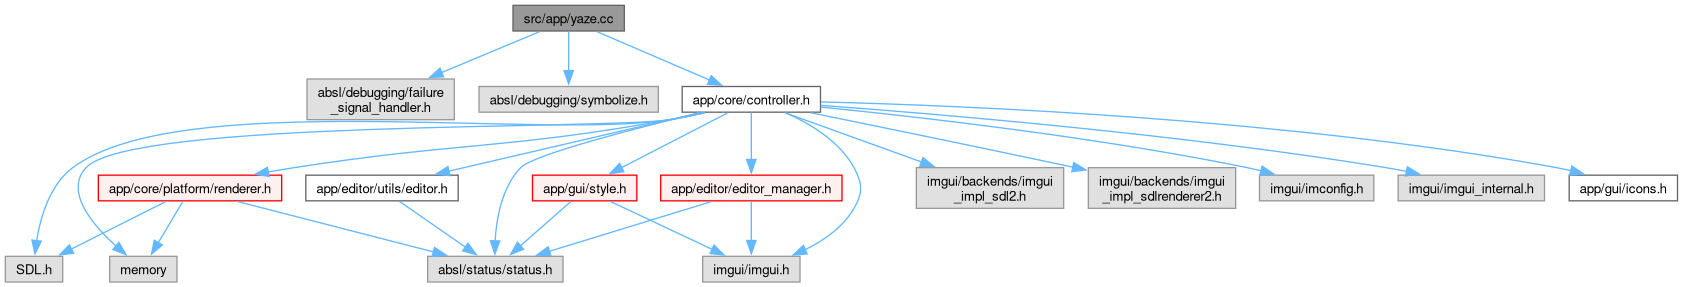 src/app/yaze.cc
absl/debugging/failure
_signal_handler.h
absl/debugging/symbolize.h
app/core/controller.h
app/core/platform/renderer.h
app/editor/utils/editor.h
app/gui/style.h
app/editor/editor_manager.h
imgui/backends/imgui
_impl_sdl2.h
imgui/backends/imgui
_impl_sdlrenderer2.h
imgui/imconfig.h
imgui/imgui_internal.h
app/gui/icons.h
SDL.h
memory
absl/status/status.h
imgui/imgui.h